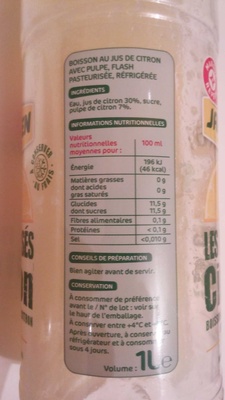 BOISSON AU JUS DE CITRON
AVEC PULPE, FLASH
PASTEURISÉE, RÉFRIGÉRÉE
INGRÉDIENTS
Eau, jus de citron 30%, sucre,
pulpe de citron 7%.
INFORMATIONS NUTRITIONNELLES
Valeurs
nutritionnelles
moyennes pour :
100 ml
Énergie
196 kJ
(46 kcal)
Matières grasses
0 g
dont acides
gras saturés
0 g
Glucides
11,5 g
dont sucres
11,5 g
Fibres alimentaires
0,1 g
Protéines
< 0,1 g
Sel
<0,010 g
CONSEILS DE PRÉPARATION
Bien agiter avant de servir.
CONSERVATION
À consommer de préférence
avant le / N° de lot : voir sur
le haut de l'emballage.
À conserver entre +4°C et
Après ouverture, à conserver
réfrigérateur et à consommer
sous 4 jours.
Volume : 1L e
À CONSERVER
AU FRAIS
LES